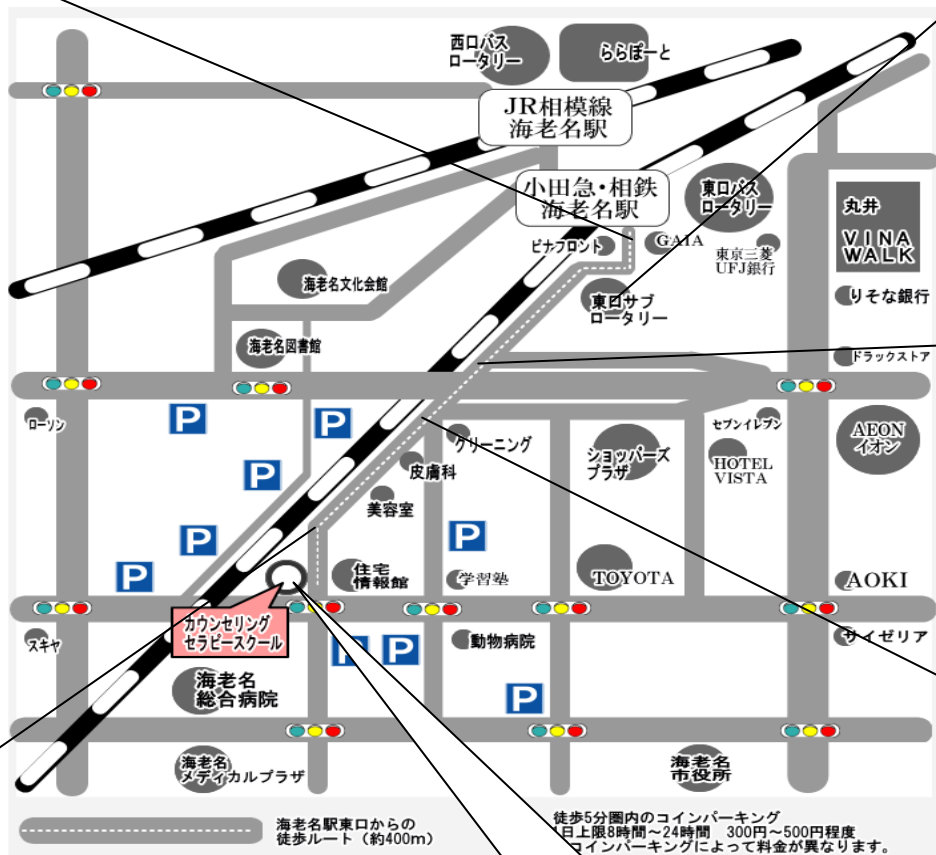 西口バス
ロータリー
ららぽーと
JR相模線
海老名駅
小田急・相鉄
海老名駅
東口バス
ロータリー
丸井
VINA
WALK
ビナフロント
GAIA
東京三菱
UFJ銀行
海老名文化会館
東口サブ
ロータリー
りそな銀行
海老名図書館
ドラックストア
ローソン
P
P
クリーニング
ショッパーズ
プラザ
セブンイレブン
HOTEL
VISTA
AEON
イオン
皮膚科
P
美容室
P
P
P
住宅
情報館
学習塾
TOYOTA
AOKI
カウンセリング
セラピースクール
スキヤ
P
P
動物病院
サイゼリア
海老名
総合病院
P
海老名
メディカルプラザ
海老名
市役所
海老名駅東口からの
徒歩ルート（約400m）
徒歩5分圏内のコインパーキング
1日上限8時間～24時間　300円～500円程度
コインパーキングによって料金が異なります。